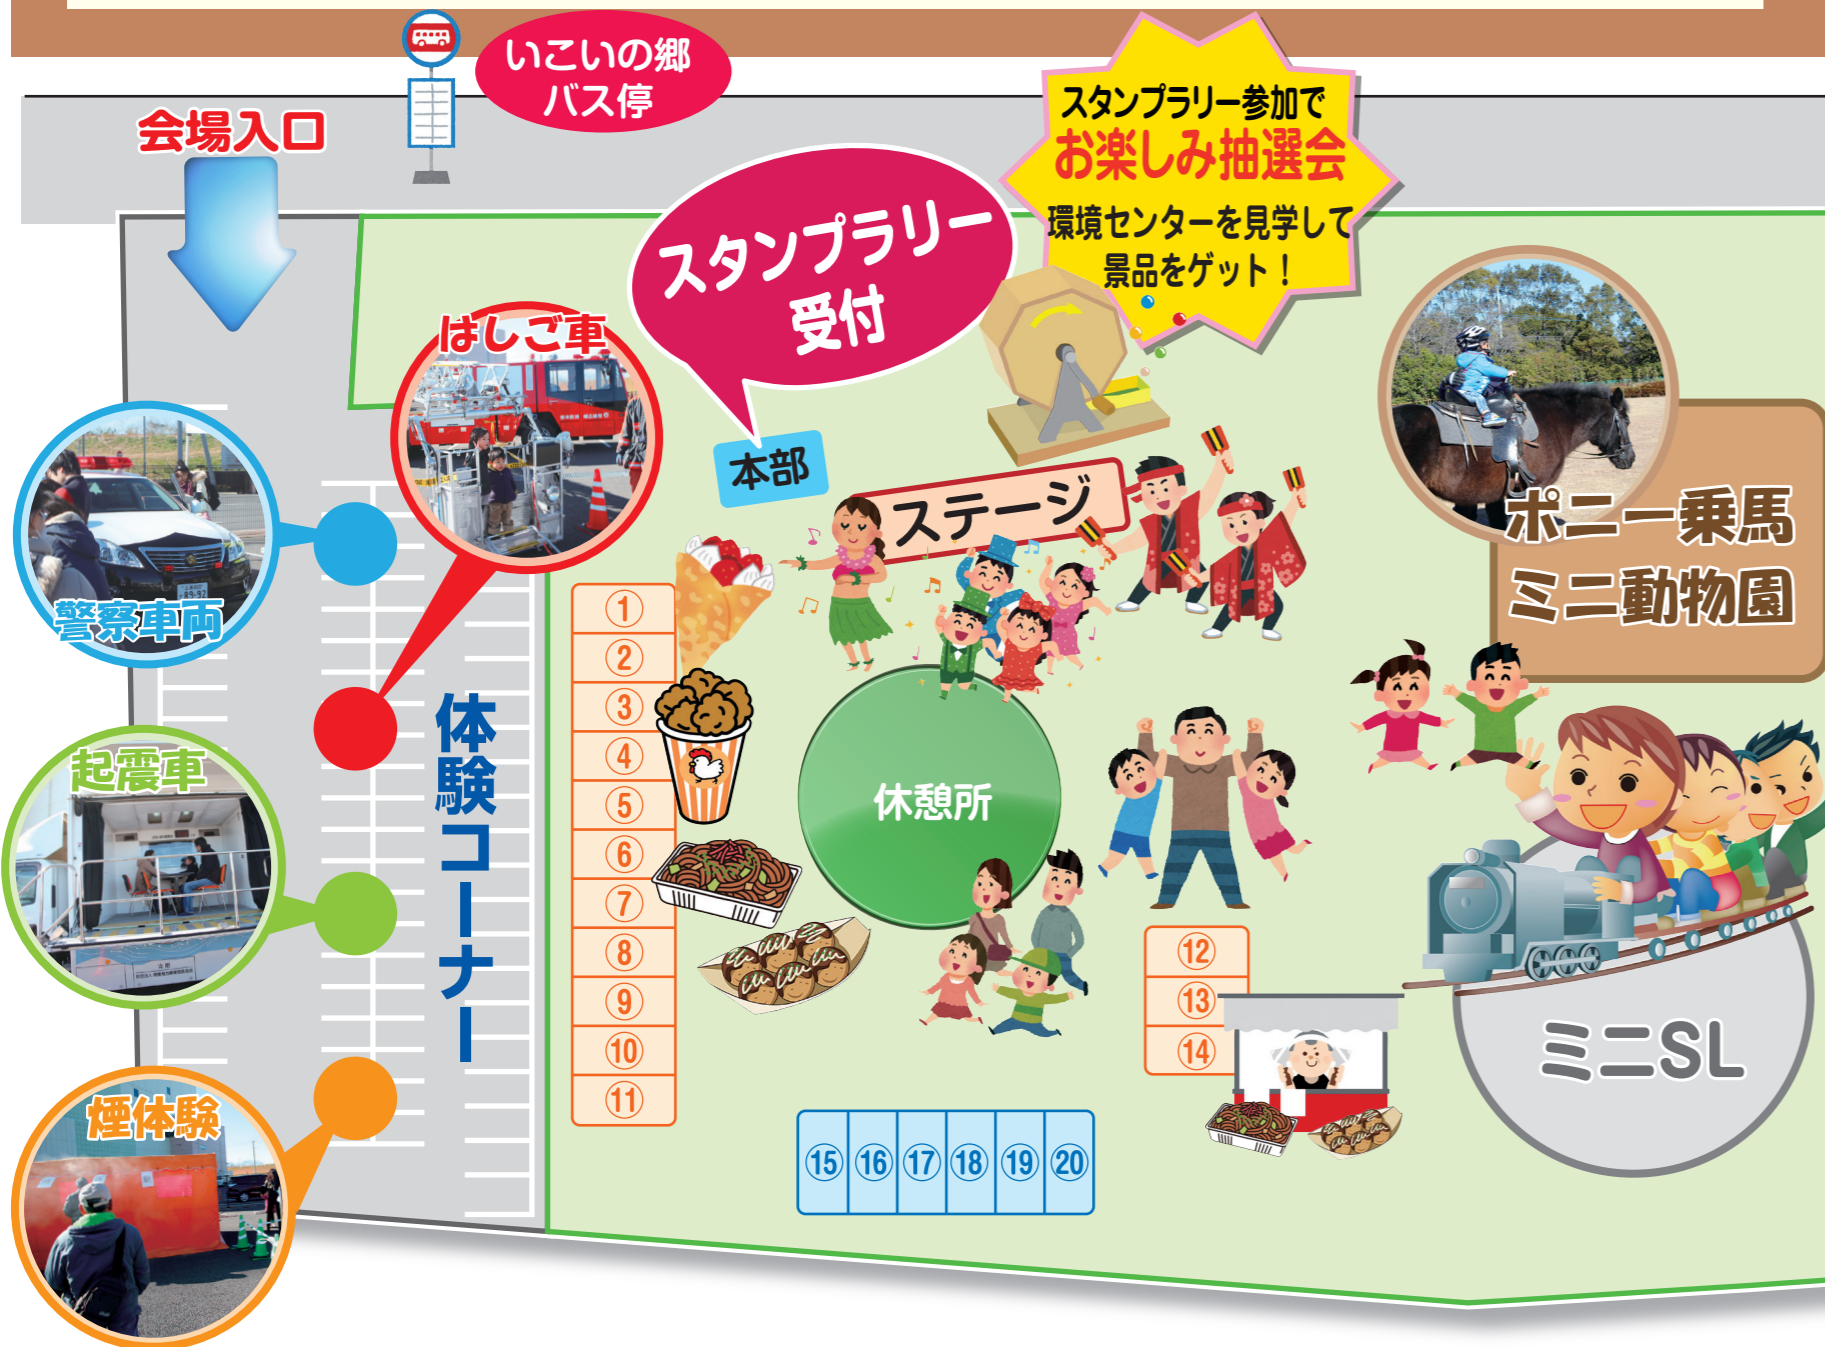 いこいの郷
バス停
会場入口
スタンプラリー参加で
お楽しみ抽選会
環境センターを見学して
景品をゲット！
スタンプラリー
受付
はしご車
本部
ステージ
ポニー乗馬
ミニ動物園
警察車両
起震車
煙体験
体験コーナー
①
②
③
④
⑤
⑥
⑦
⑧
⑨
⑩
⑪
休憩所
⑫
⑬
⑭
⑮ ⑯ ⑰ ⑱ ⑲ ⑳
ミニSL